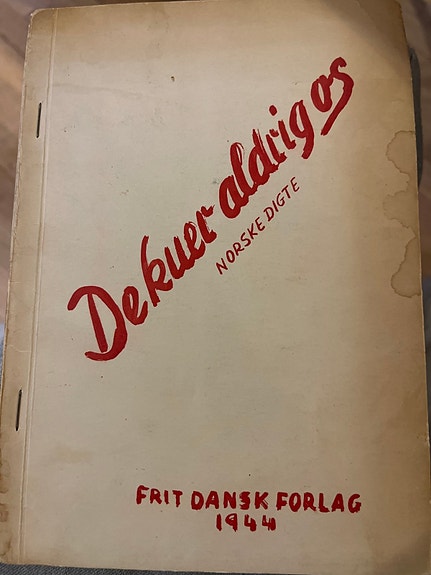 De kuer aldrig os
NORSKE DIGTE
FRIT DANSK FORLAG
1944